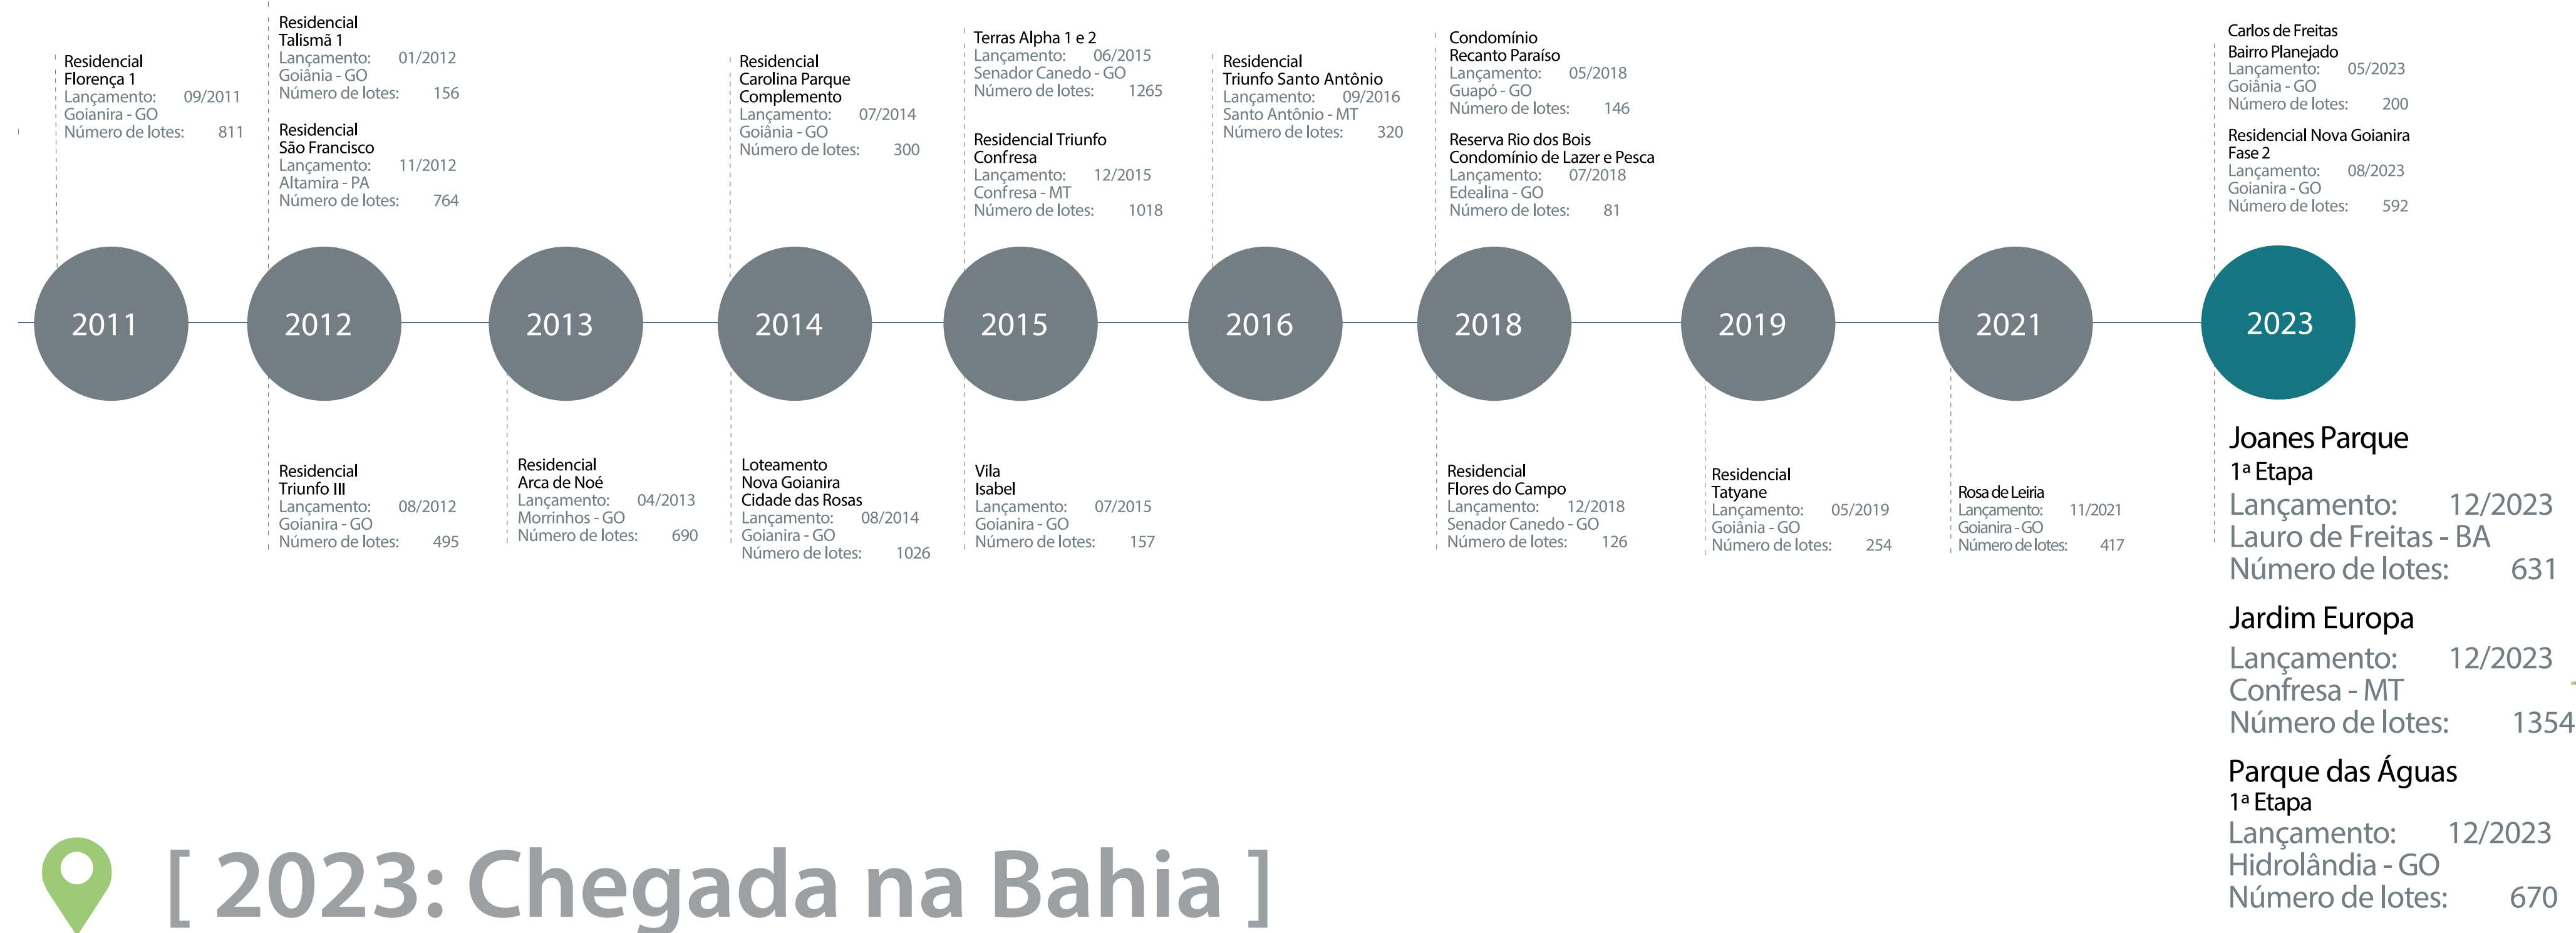 Residencial
Florença 1
Lançamento: 09/2011
Goianira - GO
Número de lotes: 811
Residencial
Talismã 1
Lançamento: 01/2012
Goiânia - GO
Número de lotes: 156
Residencial
São Francisco
Lançamento: 11/2012
Altamira - PA
Número de lotes: 764
Residencial
Carolina Parque
Complemento
Lançamento: 07/2014
Goiânia - GO
Número de lotes: 300
Terras Alpha 1 e 2
Lançamento: 06/2015
Senador Canedo - GO
Número de lotes: 1265
Residencial Triunfo
Confresa
Lançamento: 12/2015
Confresa - MT
Número de lotes: 1018
Residencial
Triunfo Santo Antônio
Lançamento: 09/2016
Santo Antônio - MT
Número de lotes: 320
Condomínio
Recanto Paraíso
Lançamento: 05/2018
Guapó - GO
Número de lotes: 146
Reserva Rio dos Bois
Condomínio de Lazer e Pesca
Lançamento: 07/2018
Edealina - GO
Número de lotes: 81
Carlos de Freitas
Bairro Planejado
Lançamento: 05/2023
Goiânia - GO
Número de lotes: 200
Residencial Nova Goianira
Fase 2
Lançamento: 08/2023
Goianira - GO
Número de lotes: 592
2011
2012
2013
2014
2015
2016
2018
2019
2021
2023
Residencial
Triunfo III
Lançamento: 08/2012
Goianira - GO
Número de lotes: 495
Residencial
Arca de Noé
Lançamento: 04/2013
Morrinhos - GO
Número de lotes: 690
Loteamento
Nova Goianira
Cidade das Rosas
Lançamento: 08/2014
Goianira - GO
Número de lotes: 1026
Vila
Isabel
Lançamento: 07/2015
Goianira - GO
Número de lotes: 157
Residencial
Flores do Campo
Lançamento: 12/2018
Senador Canedo - GO
Número de lotes: 126
Residencial
Tatyane
Lançamento: 05/2019
Goiânia - GO
Número de lotes: 254
Rosa de Leiria
Lançamento: 11/2021
Goianira - GO
Número de lotes: 417
Joanes Parque
1ª Etapa
Lançamento: 12/2023
Lauro de Freitas - BA
Número de lotes: 631
Jardim Europa
Lançamento: 12/2023
Confresa - MT
Número de lotes: 1354
Parque das Águas
1ª Etapa
Lançamento: 12/2023
Hidrolândia - GO
Número de lotes: 670
[ 2023: Chegada na Bahia ]